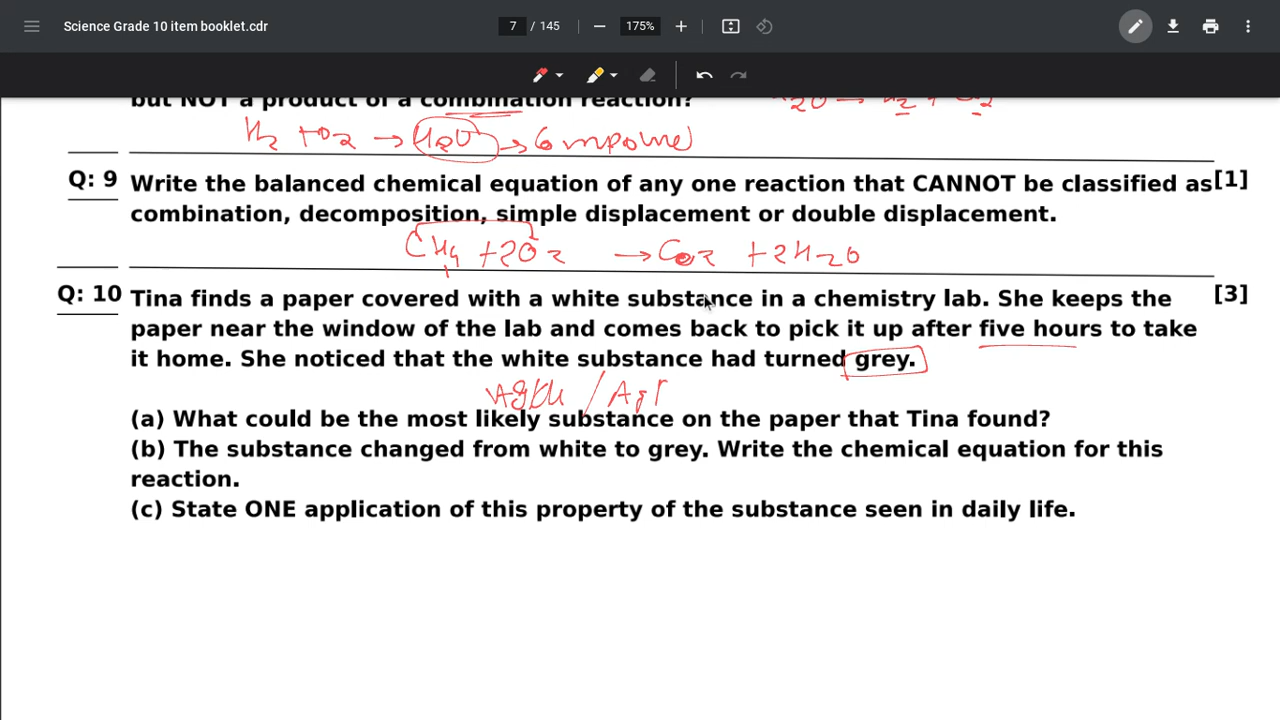 Science Grade 10 item booklet.cdr
7 / 145
175%
but NOT a product of a combination reaction?
H2 + O2 → H2O →
Q: 9 Write the balanced chemical equation of any one reaction that CANNOT be classified as [1]
combination, decomposition, simple displacement or double displacement.
CH4 + 2O2 → CO2 + 2H2O
Q: 10 Tina finds a paper covered with a white substance in a chemistry lab. She keeps the [3]
paper near the window of the lab and comes back to pick it up after five hours to take
it home. She noticed that the white substance had turned grey.
(a) What could be the most likely substance on the paper that Tina found?
(b) The substance changed from white to grey. Write the chemical equation for this
reaction.
(c) State ONE application of this property of the substance seen in daily life.